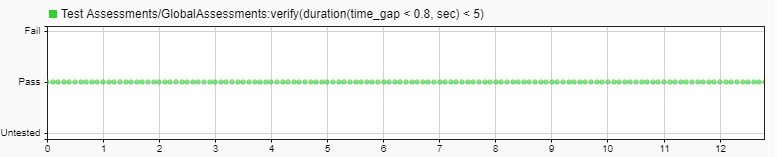 Test Assessments/GlobalAssessments:verify(duration(time_gap < 0.8, sec) < 5)
Fail
Pass
Untested
0 1 2 3 4 5 6 7 8 9 10 11 12